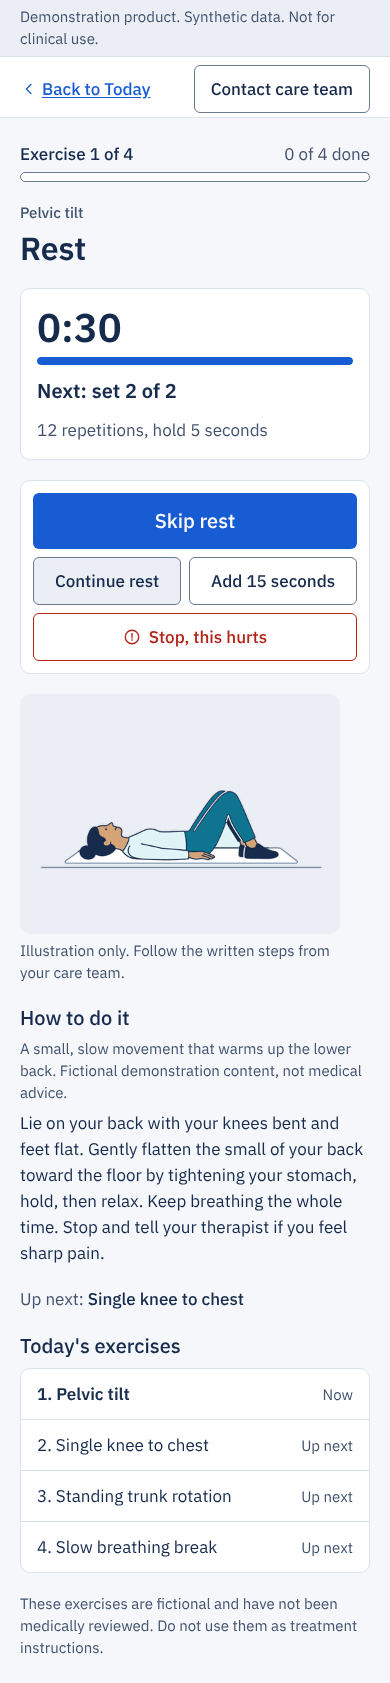 Demonstration product. Synthetic data. Not for
clinical use.
Back to Today
Contact care team
Exercise 1 of 4
0 of 4 done
Pelvic tilt
Rest
0:30
Next: set 2 of 2
12 repetitions, hold 5 seconds
Skip rest
Continue rest
Add 15 seconds
Stop, this hurts
Illustration only. Follow the written steps from
your care team.
How to do it
A small, slow movement that warms up the lower
back. Fictional demonstration content, not medical
advice.
Lie on your back with your knees bent and
feet flat. Gently flatten the small of your back
toward the floor by tightening your stomach,
hold, then relax. Keep breathing the whole
time. Stop and tell your therapist if you feel
sharp pain.
Up next: Single knee to chest
Today's exercises
1. Pelvic tilt
Now
2. Single knee to chest
Up next
3. Standing trunk rotation
Up next
4. Slow breathing break
Up next
These exercises are fictional and have not been
medically reviewed. Do not use them as treatment
instructions.